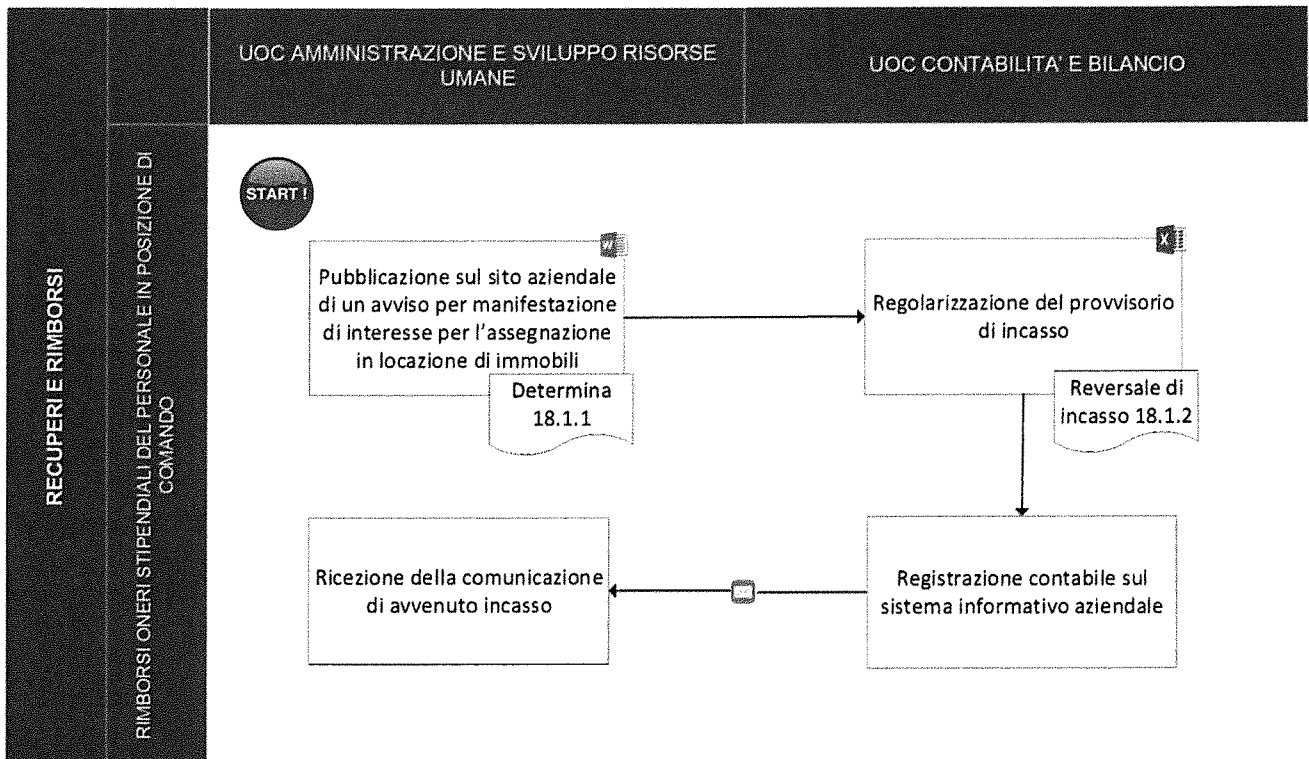 UOC AMMINISTRAZIONE E SVILUPPO RISORSE
UMANE
UOC CONTABILITA' E BILANCIO
RECUPERI E RIMBORSI
RIMBORSI ONERI STIPENDIALI DEL PERSONALE IN POSIZIONE DI
COMANDO
START !
Pubblicazione sul sito aziendale
di un avviso per manifestazione
di interesse per l'assegnazione
in locazione di immobili
Determina
18.1.1
Regolarizzazione del provvisorio
di incasso
Reversale di
incasso 18.1.2
Ricezione della comunicazione
di avvenuto incasso
Registrazione contabile sul
sistema informativo aziendale